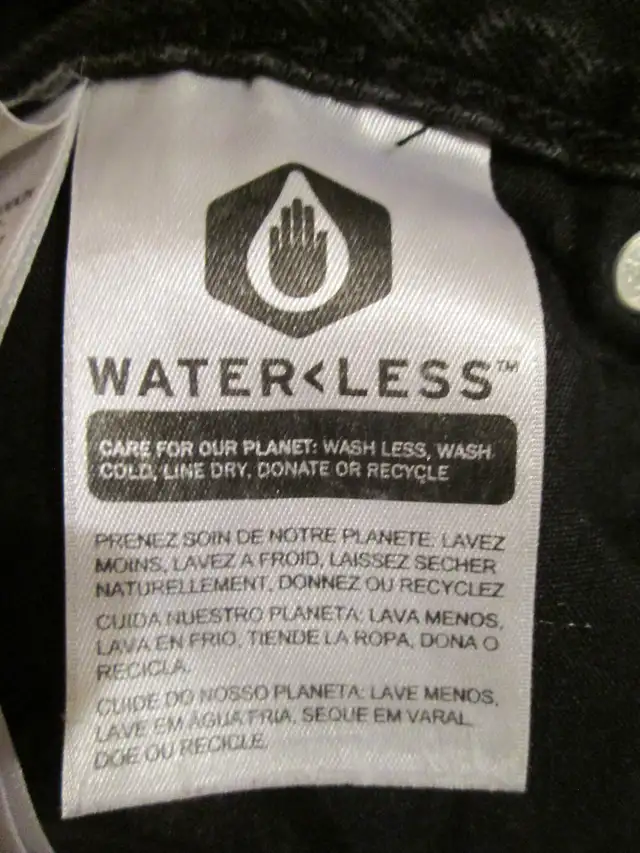 WATER<LESS™
CARE FOR OUR PLANET: WASH LESS, WASH
COLD, LINE DRY, DONATE OR RECYCLE
PRENEZ SOIN DE NOTRE PLANETE: LAVEZ
MOINS, LAVEZ A FROID, LAISSEZ SECHER
NATURELLEMENT, DONNEZ OU RECYCLEZ
CUIDA NUESTRO PLANETA: LAVA MENOS,
LAVA EN FRIO, TIENDE LA ROPA, DONA O
RECICLA.
CUIDE DO NOSSO PLANETA: LAVE MENOS,
LAVE EM ÁGUA FRIA, SEQUE EM VARAL,
DOE OU RECICLE.